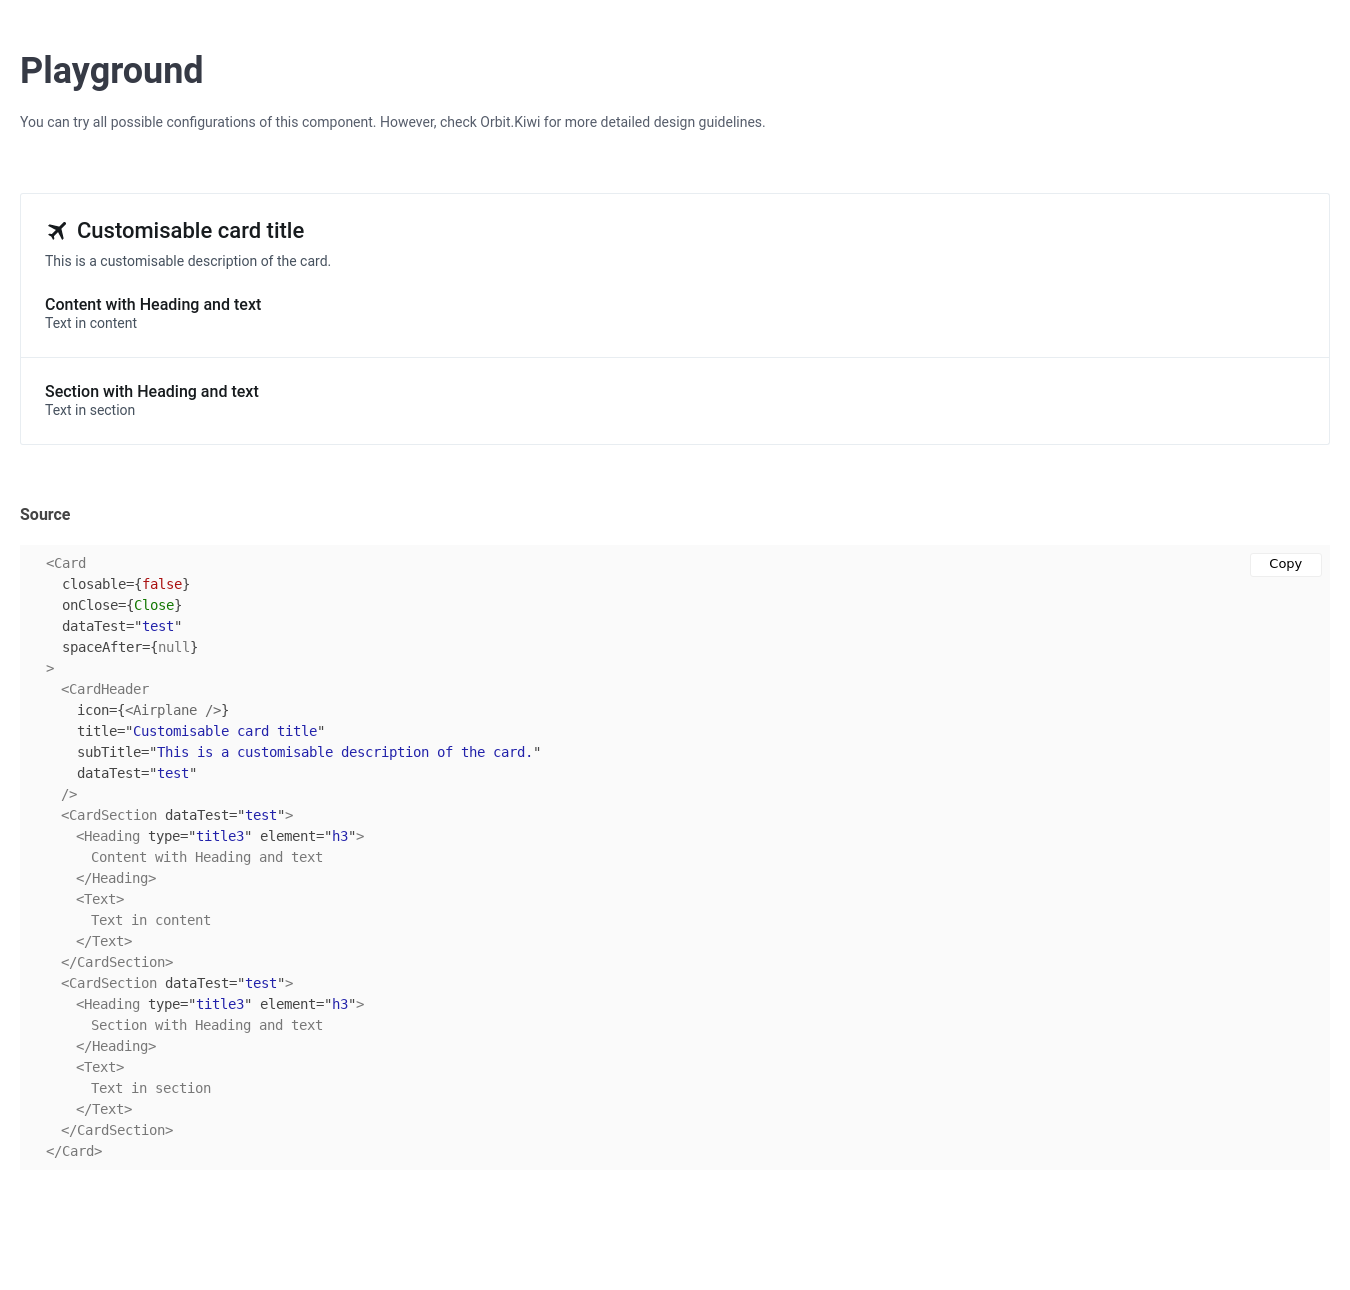 Playground
You can try all possible configurations of this component. However, check Orbit.Kiwi for more detailed design guidelines.
Customisable card title
This is a customisable description of the card.
Content with Heading and text
Text in content
Section with Heading and text
Text in section
Source
Copy
<Card
  closable={false}
  onClose={Close}
  dataTest="test"
  spaceAfter={null}
>
  <CardHeader
    icon={<Airplane />}
    title="Customisable card title"
    subTitle="This is a customisable description of the card."
    dataTest="test"
  />
  <CardSection dataTest="test">
    <Heading type="title3" element="h3">
      Content with Heading and text
    </Heading>
    <Text>
      Text in content
    </Text>
  </CardSection>
  <CardSection dataTest="test">
    <Heading type="title3" element="h3">
      Section with Heading and text
    </Heading>
    <Text>
      Text in section
    </Text>
  </CardSection>
</Card>